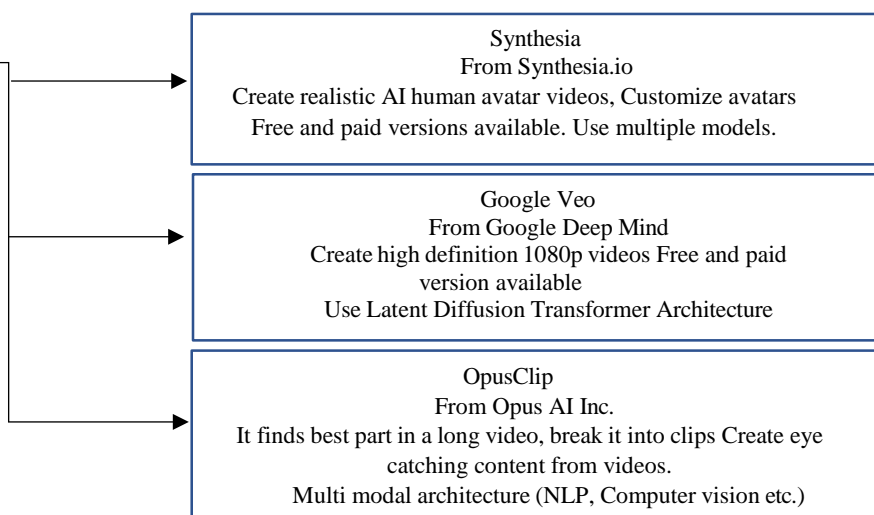 Synthesia
From Synthesia.io
Create realistic AI human avatar videos, Customize avatars
Free and paid versions available. Use multiple models.
Google Veo
From Google Deep Mind
Create high definition 1080p videos Free and paid
version available
Use Latent Diffusion Transformer Architecture
OpusClip
From Opus AI Inc.
It finds best part in a long video, break it into clips Create eye
catching content from videos.
Multi modal architecture (NLP, Computer vision etc.)